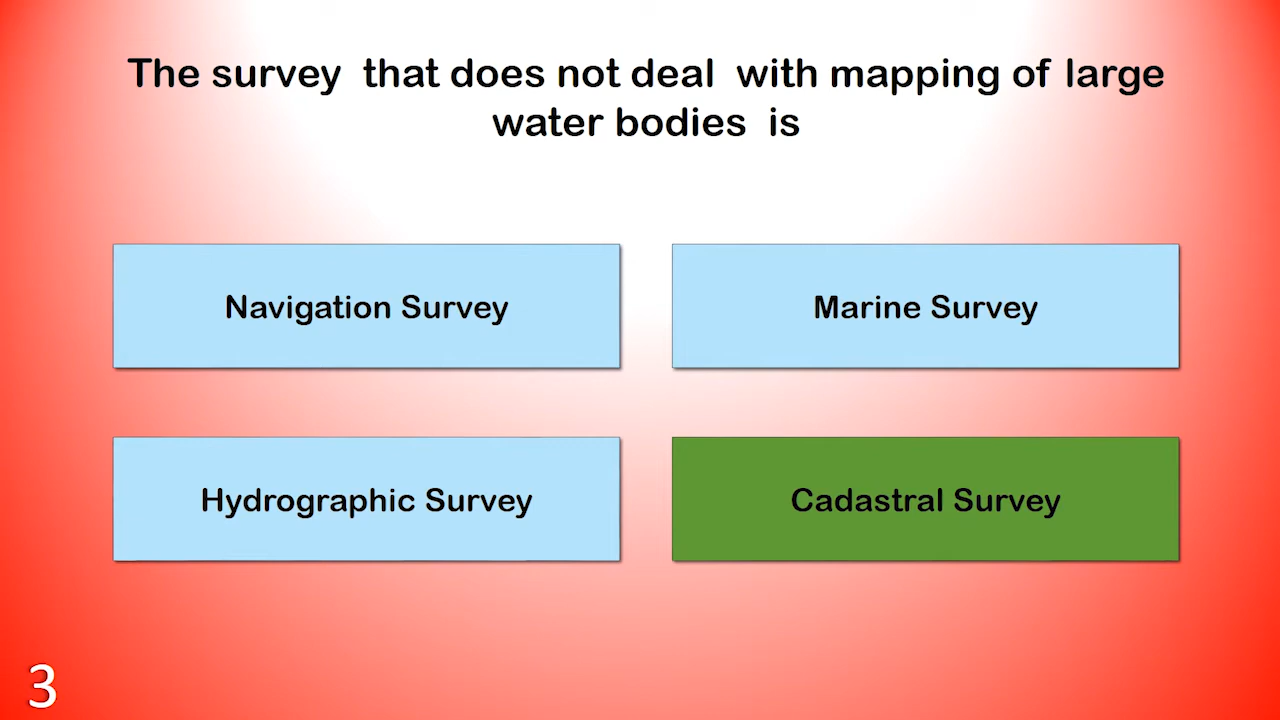 The survey that does not deal with mapping of large
water bodies is
Navigation Survey
Marine Survey
Hydrographic Survey
Cadastral Survey
3